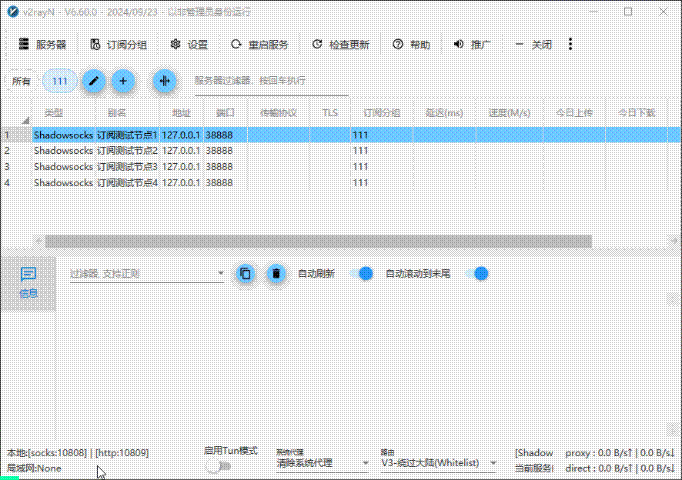 v2rayN - V6.60.0 - 2024/09/23 - 以非管理员身份运行
服务器 订阅分组 设置 重启服务 检查更新 帮助 推广 关闭
所有 111 服务器过滤器，按回车执行
类型 别名 地址 端口 传输协议 TLS 订阅分组 延迟(ms) 速度(M/s) 今日上传 今日下载
1 Shadowsocks 订阅测试节点1 127.0.0.1 38888 111
2 Shadowsocks 订阅测试节点2 127.0.0.1 38888 111
3 Shadowsocks 订阅测试节点3 127.0.0.1 38888 111
4 Shadowsocks 订阅测试节点4 127.0.0.1 38888 111
过滤器, 支持正则 自动刷新 自动滚动到末尾
信息
启用Tun模式 系统代理 路由
本地:[socks:10808] | [http:10809] 清除系统代理 V3-绕过大陆(Whitelist) [Shadow proxy : 0.0 B/s↑ | 0.0 B/s↓
局域网:None 当前服务! direct : 0.0 B/s↑ | 0.0 B/s↓